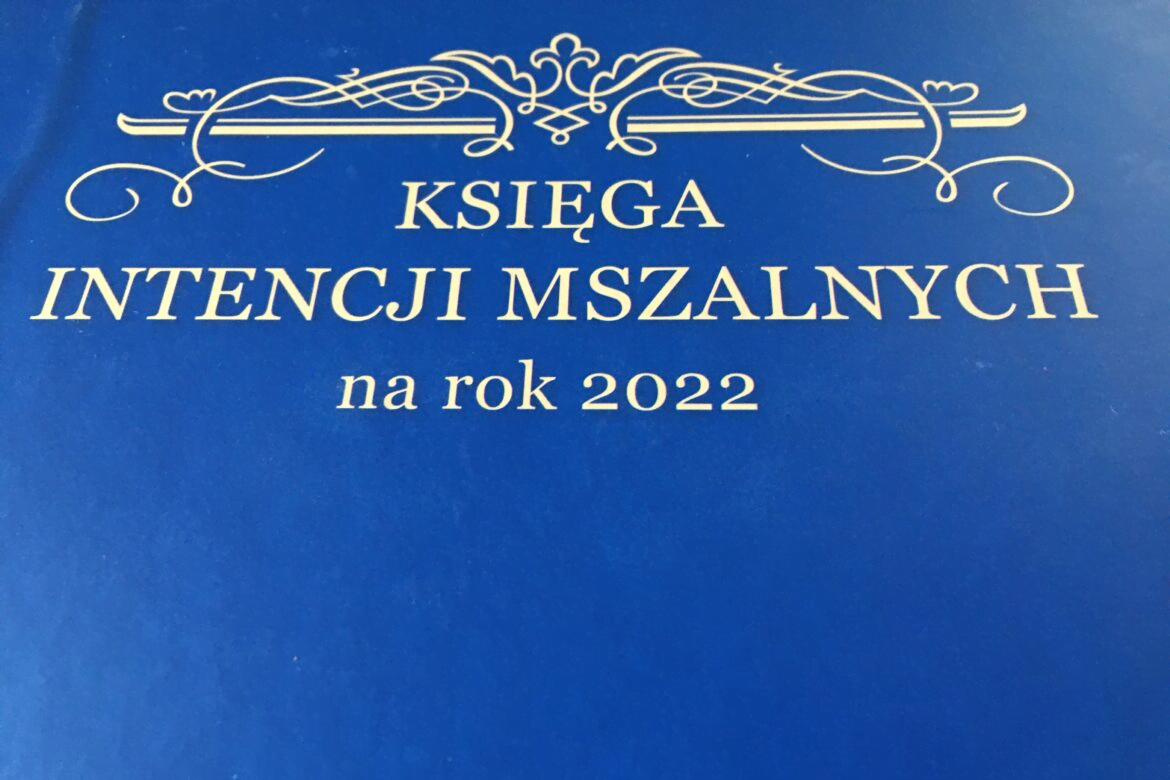 KSIĘGA
INTENCJI MSZALNYCH
na rok 2022